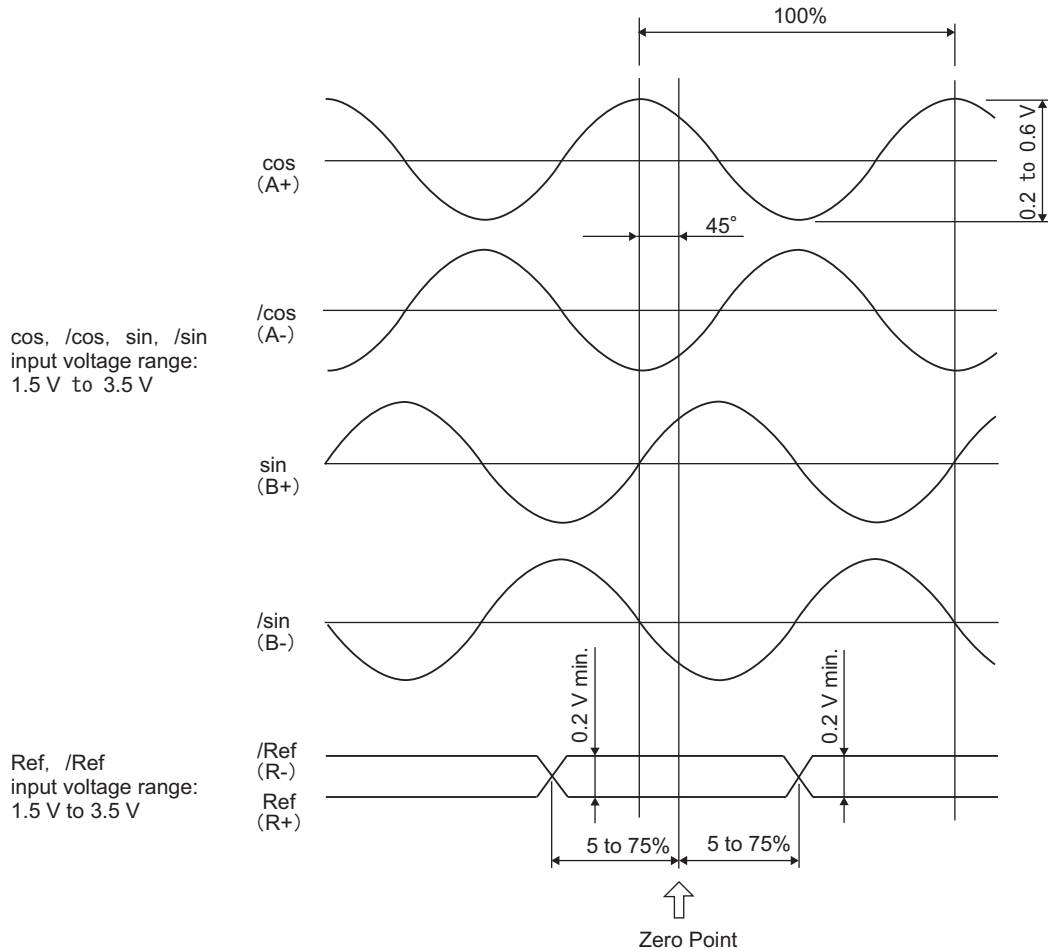 100%
0.2 to 0.6 V
cos
（A+）
45°
/cos
（A-）
cos, /cos, sin, /sin
input voltage range:
1.5 V to 3.5 V
sin
（B+）
/sin
（B-）
0.2 V min.
0.2 V min.
/Ref
（R-）
Ref
（R+）
Ref, /Ref
input voltage range:
1.5 V to 3.5 V
5 to 75%
5 to 75%
Zero Point